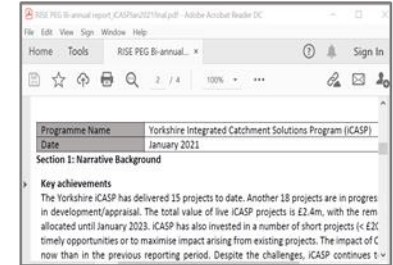 RISE PEG Bi-annual report_iCASPJan2021final.pdf - Adobe Acrobat Reader DC
File Edit View Sign Window Help
Home Tools RISE PEG Bi-annual... × Sign In
2 / 4 100%
Programme Name Yorkshire Integrated Catchment Solutions Program (iCASP)
Date January 2021
Section 1: Narrative Background
Key achievements
The Yorkshire iCASP has delivered 15 projects to date. Another 18 projects are in progres
in development/appraisal. The total value of live iCASP projects is £2.4m, with the rem
allocated until January 2023. iCASP has also invested in a number of short projects (< £20
timely opportunities or to maximise impact arising from existing projects. The impact of C
now than in the previous reporting period. Despite the challenges, iCASP continues t